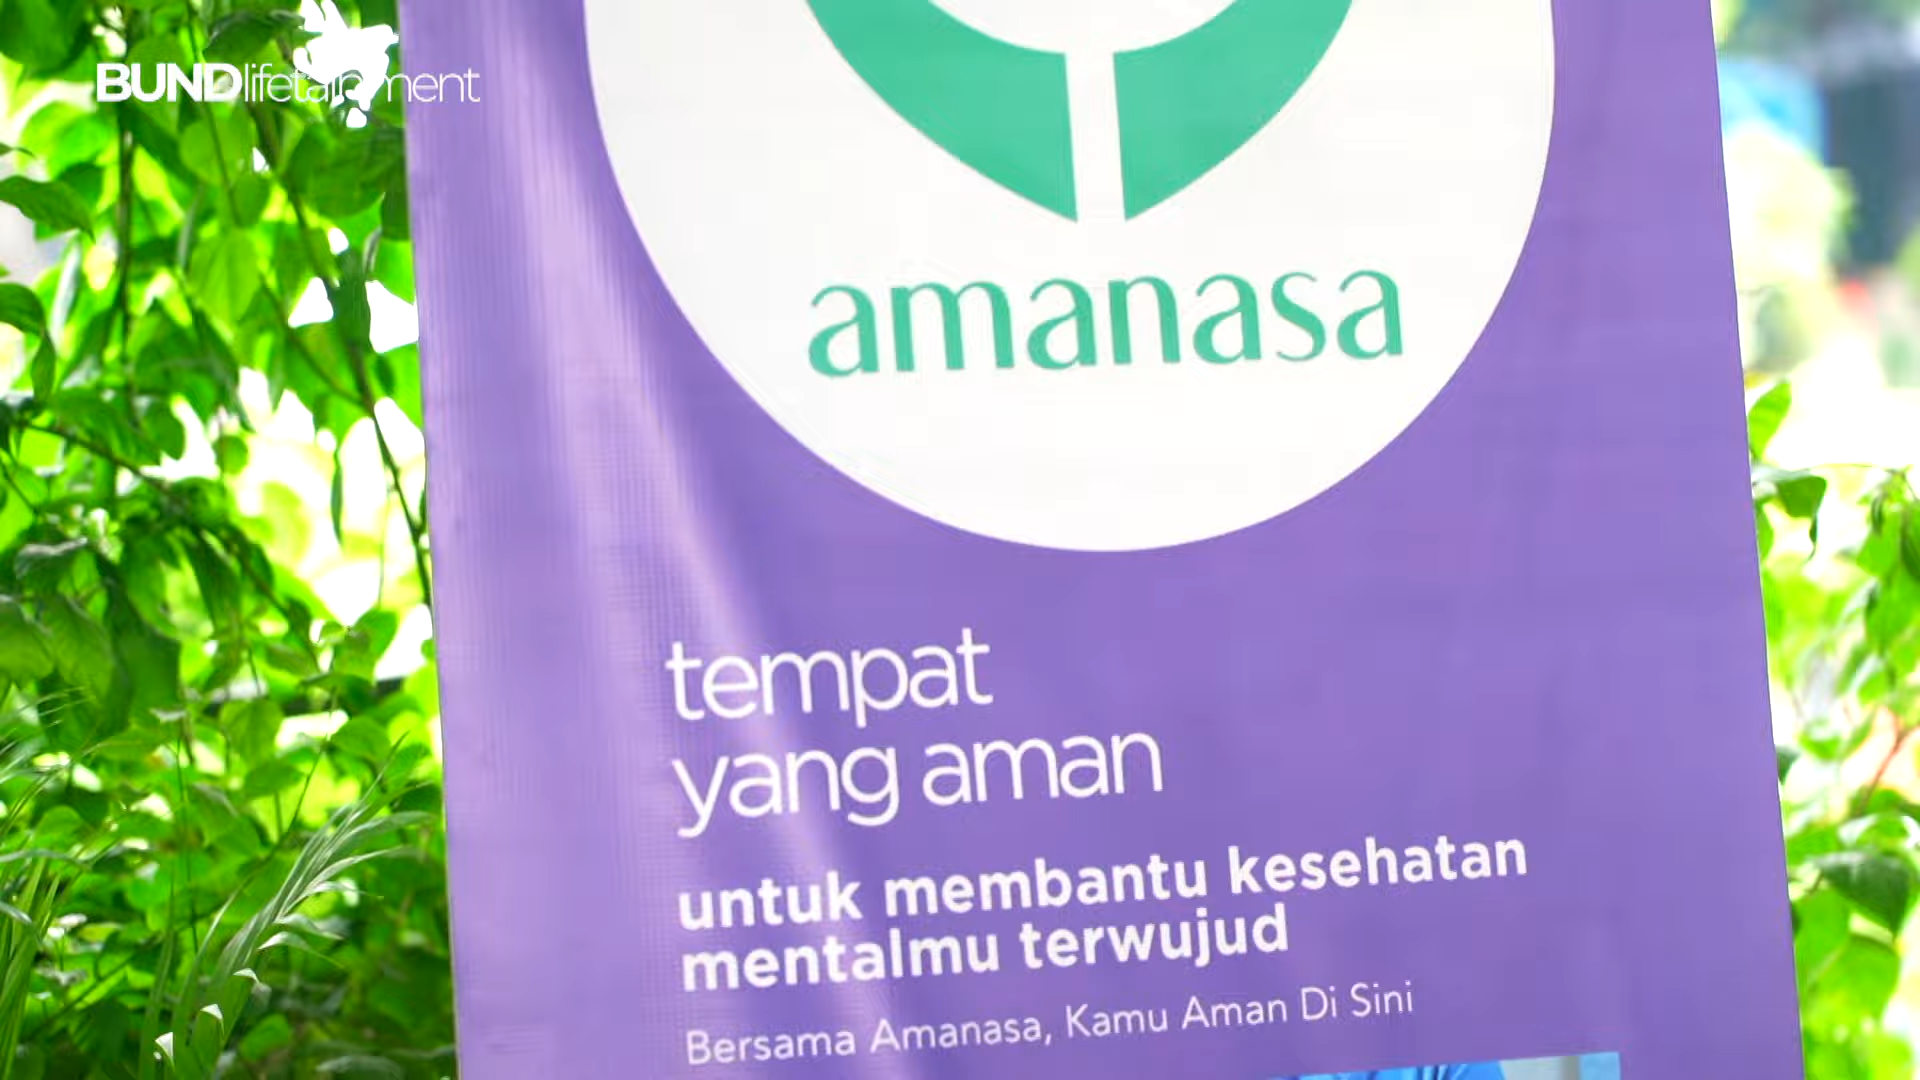 BUNDlifetainment
amanasa
tempat
yang aman
untuk membantu kesehatan
mentalmu terwujud
Bersama Amanasa, Kamu Aman Di Sini